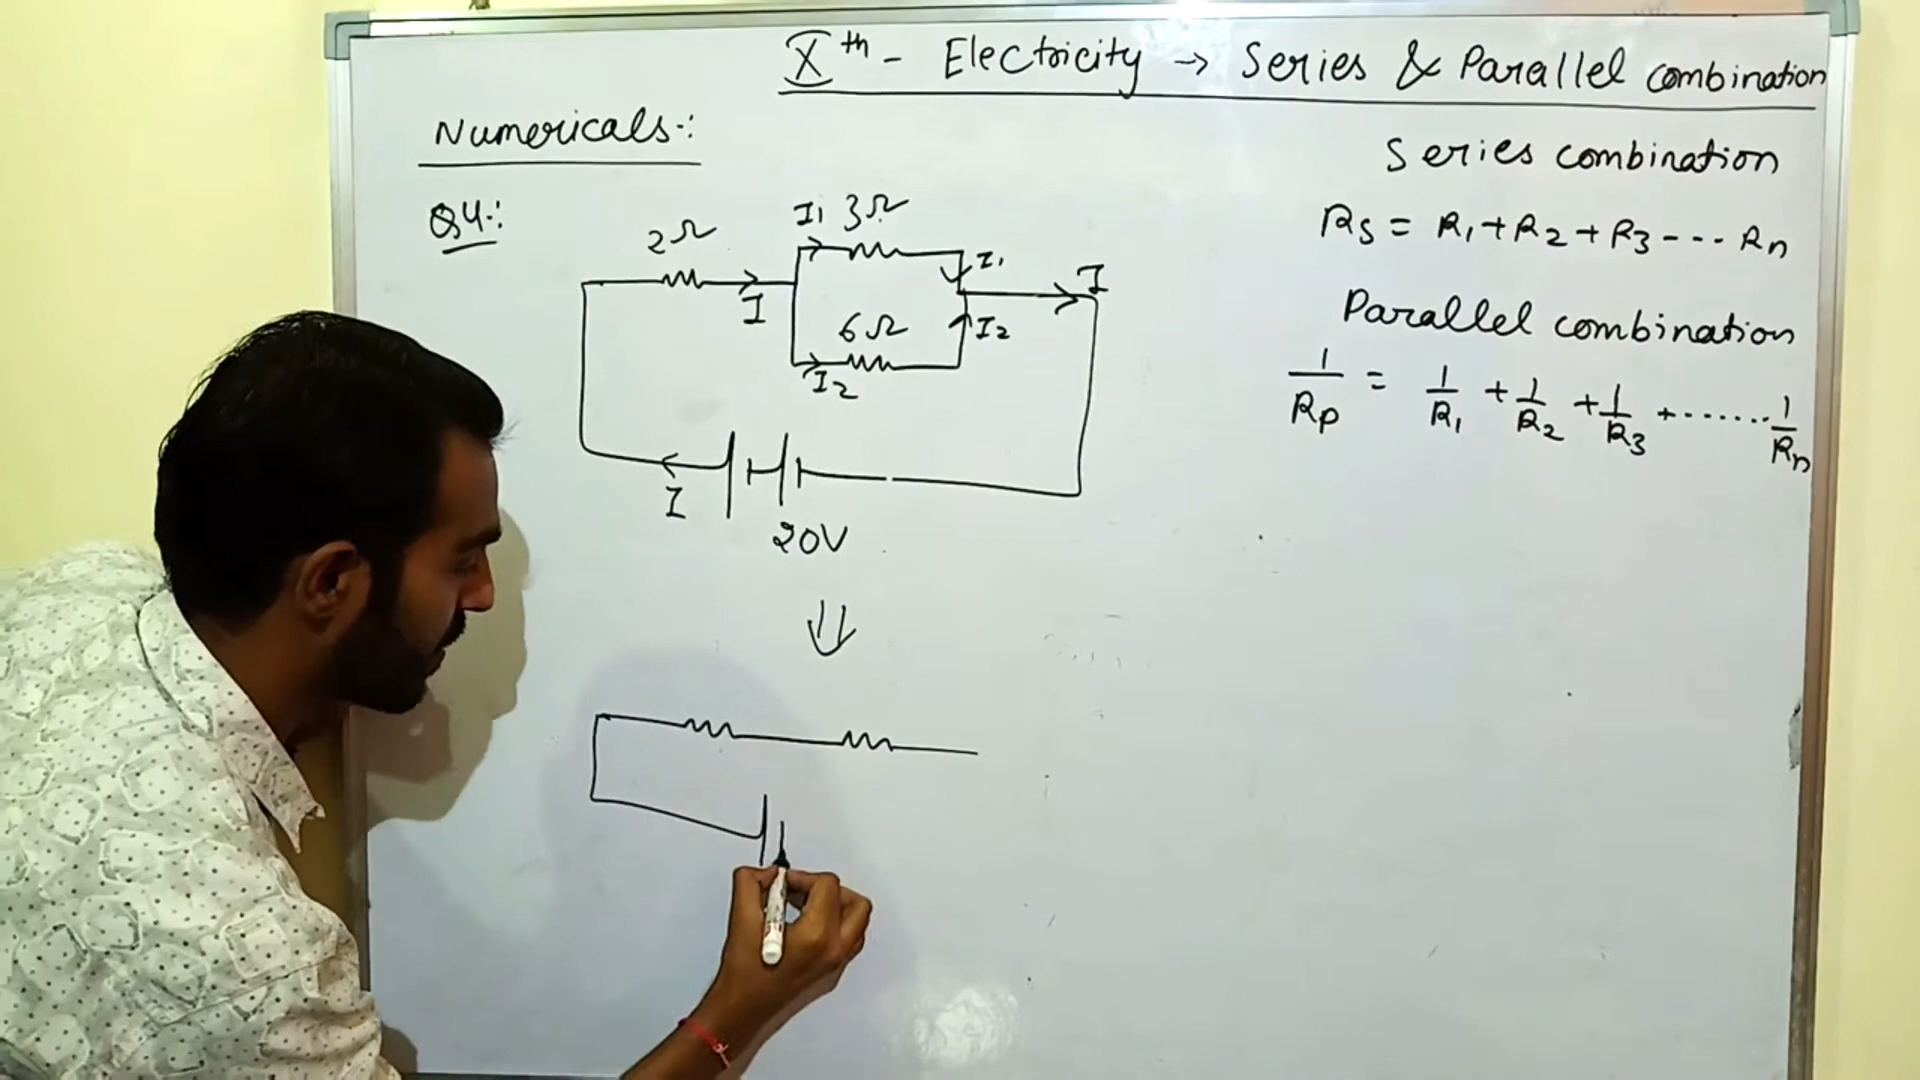 Xth - Electricity → Series & Parallel combination
Numericals:
Q4:
2Ω
I1 3Ω
I1
I
I
6Ω
I2
I2
I
20V
⇓
Series combination
Rs = R1 + R2 + R3 --- Rn
Parallel combination
1/Rp = 1/R1 + 1/R2 + 1/R3 + ....... 1/Rn